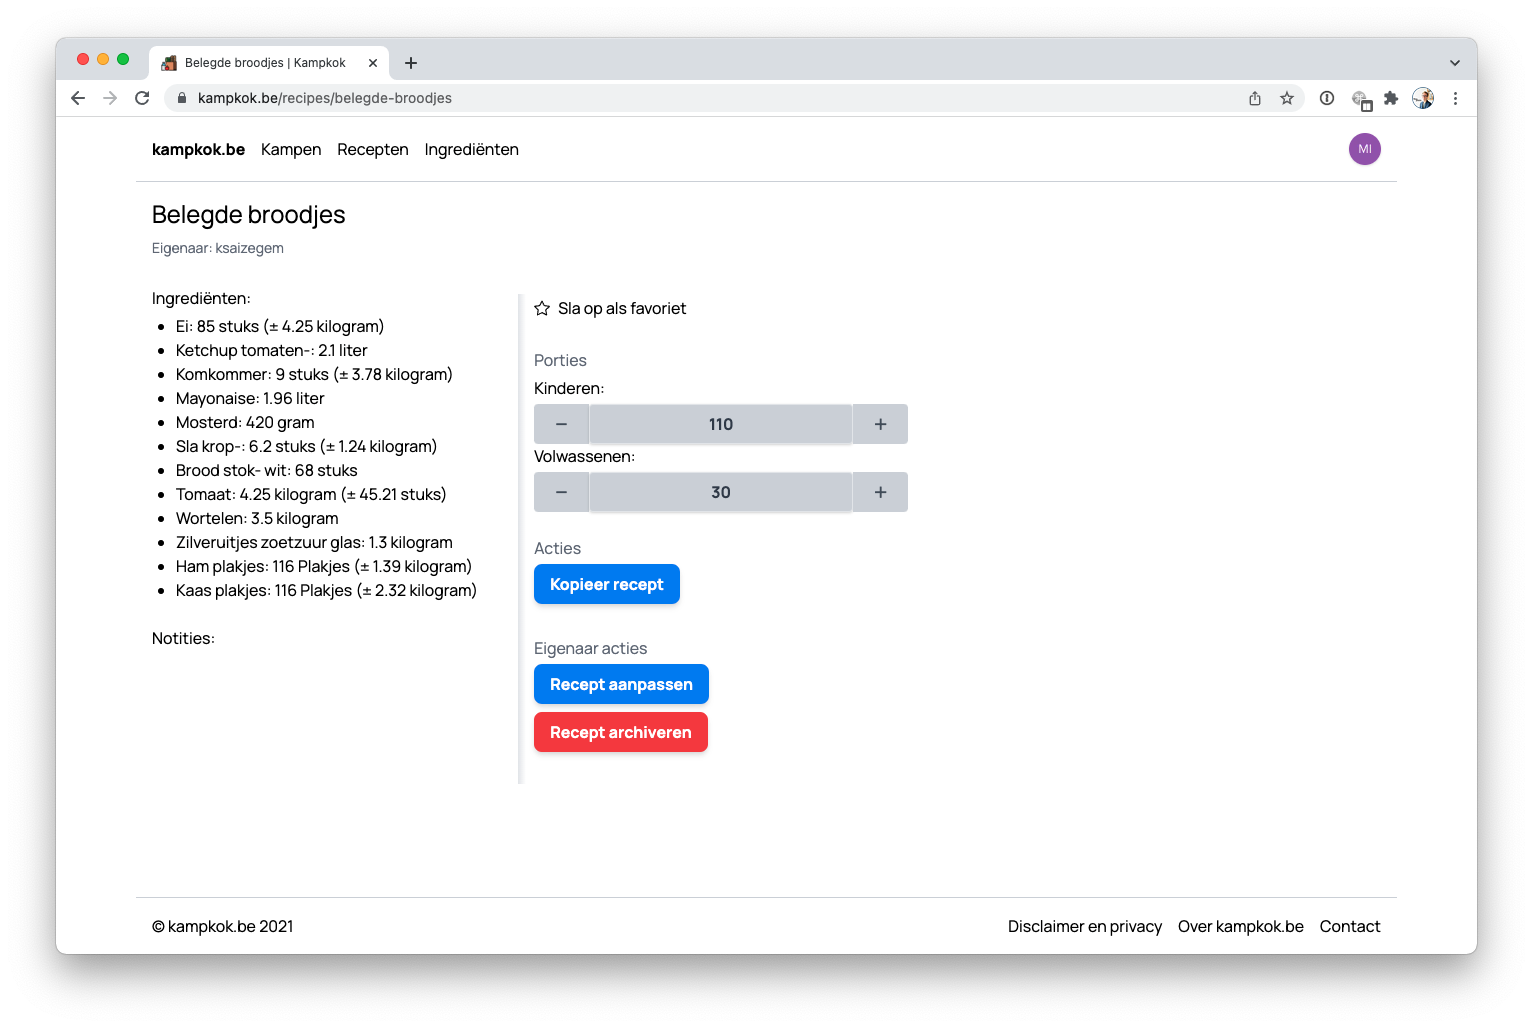 Belegde broodjes | Kampkok
kampkok.be/recipes/belegde-broodjes
kampkok.be Kampen Recepten Ingrediënten MI
Belegde broodjes
Eigenaar: ksaizegem
Ingrediënten:
Ei: 85 stuks (± 4.25 kilogram)
Ketchup tomaten-: 2.1 liter
Komkommer: 9 stuks (± 3.78 kilogram)
Mayonaise: 1.96 liter
Mosterd: 420 gram
Sla krop-: 6.2 stuks (± 1.24 kilogram)
Brood stok- wit: 68 stuks
Tomaat: 4.25 kilogram (± 45.21 stuks)
Wortelen: 3.5 kilogram
Zilveruitjes zoetzuur glas: 1.3 kilogram
Ham plakjes: 116 Plakjes (± 1.39 kilogram)
Kaas plakjes: 116 Plakjes (± 2.32 kilogram)
Notities:
Sla op als favoriet
Porties
Kinderen:
− 110 +
Volwassenen:
− 30 +
Acties
Kopieer recept
Eigenaar acties
Recept aanpassen
Recept archiveren
© kampkok.be 2021 Disclaimer en privacy Over kampkok.be Contact